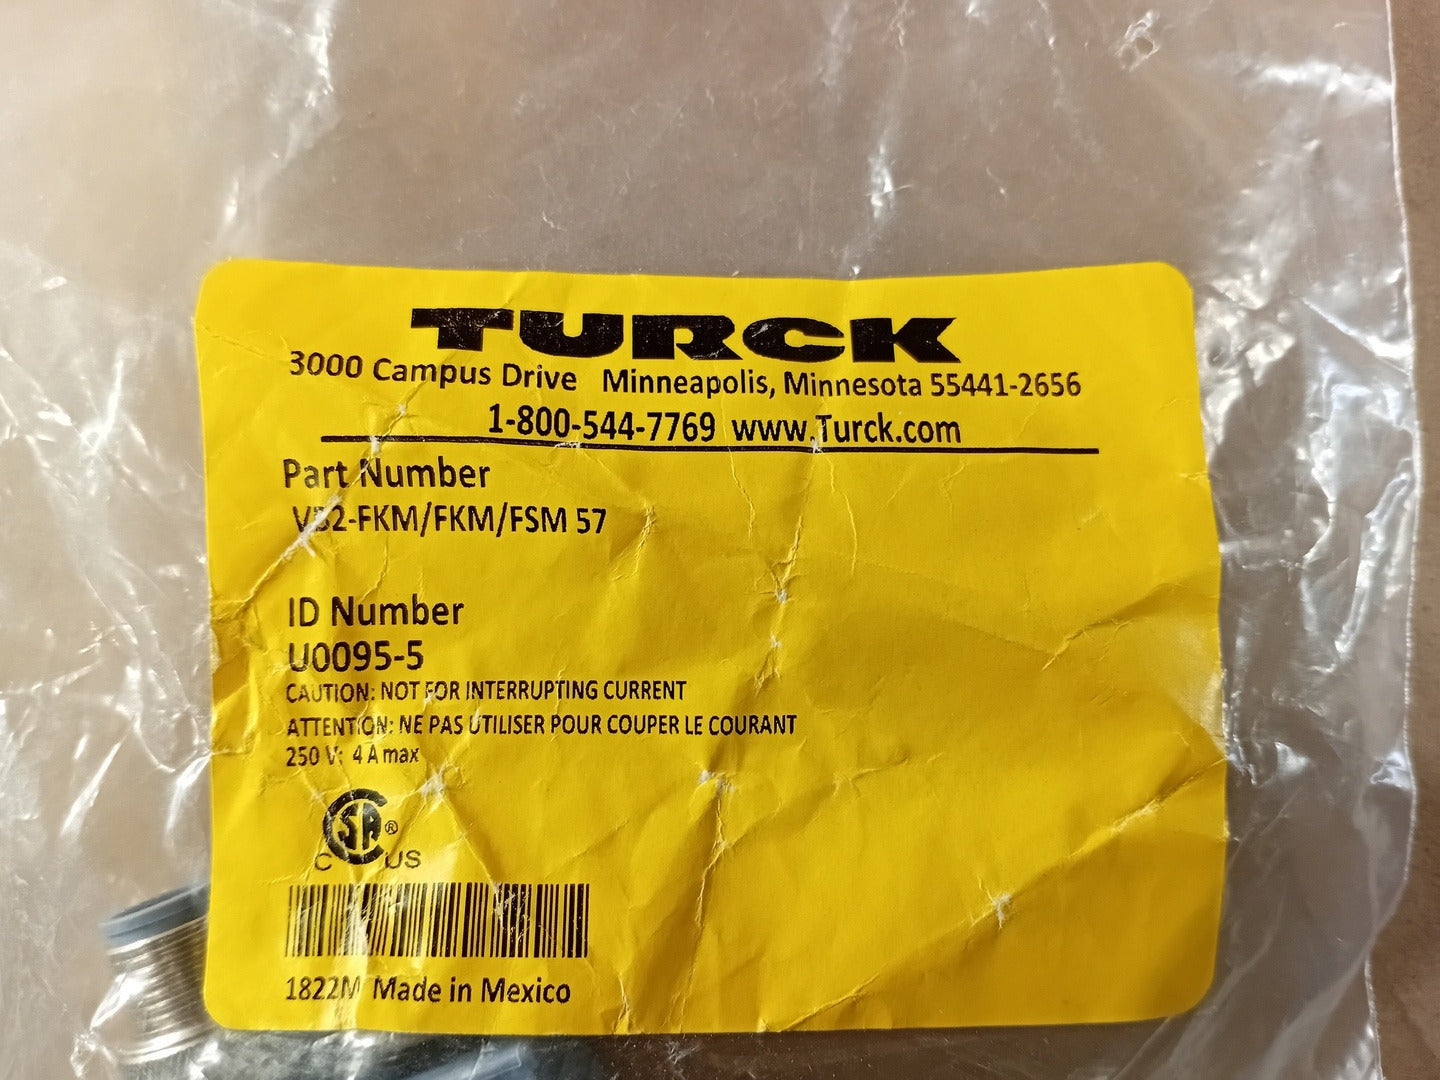 TURCK
3000 Campus Drive Minneapolis, Minnesota 55441-2656
1-800-544-7769 www.Turck.com
Part Number
VB2-FKM/FKM/FSM 57
ID Number
U0095-5
CAUTION: NOT FOR INTERRUPTING CURRENT
ATTENTION: NE PAS UTILISER POUR COUPER LE COURANT
250 V: 4 A max
CSA®
C US
1822M Made in Mexico